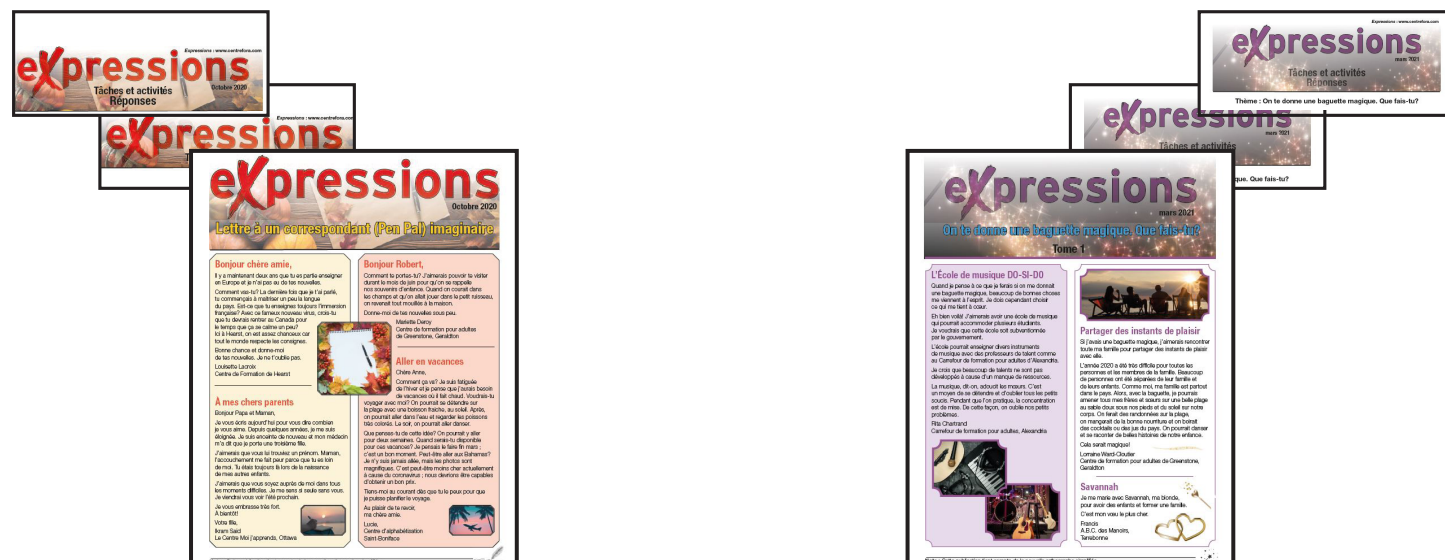 Expressions : www.centrefora.com
eXpressions
Octobre 2020
Tâches et activités
Réponses
Expressions : www.centrefora.com
eXpressions
eXpressions
Octobre 2020
Lettre à un correspondant (Pen Pal) imaginaire
Bonjour chère amie,
Il y a maintenant deux ans que tu es partie enseigner
en Europe et je n'ai pas eu de tes nouvelles.
Comment vas-tu? La dernière fois que je t'ai parlé,
tu commençais à maîtriser un peu la langue
du pays. Est-ce que tu enseignes toujours l'immersion
française? Avec ce fameux nouveau virus, crois-tu
que tu devrais rentrer au Canada pour
le temps que ça se calme un peu?
Ici à Hearst, on est assez chanceux car
tout le monde respecte les consignes.
Bonne chance et donne-moi
de tes nouvelles. Je ne t'oublie pas.
Louisette Lacroix
Centre de Formation de Hearst
À mes chers parents
Bonjour Papa et Maman,
Je vous écris aujourd'hui pour vous dire combien
je vous aime. Depuis quelques années, je me suis
éloignée. Je suis enceinte de nouveau et mon médecin
m'a dit que je porte une troisième fille.
J'aimerais que vous lui trouviez un prénom. Maman,
l'accouchement me fait peur parce que tu es loin
de moi. Tu étais toujours là lors de la naissance
de mes autres enfants.
J'aimerais que vous soyez auprès de moi dans tous
les moments difficiles. Je me sens si seule sans vous.
Je viendrai vous voir l'été prochain.
Je vous embrasse très fort.
À bientôt!
Votre fille,
Ikram Said
Le Centre Moi j'apprends, Ottawa
Bonjour Robert,
Comment te portes-tu? J'aimerais pouvoir te visiter
durant le mois de juin pour qu'on se rappelle
nos souvenirs d'enfance. Quand on courait dans
les champs et qu'on allait jouer dans le petit ruisseau,
on revenait tout mouillés à la maison.
Donne-moi de tes nouvelles sous peu.
Mariette Deroy
Centre de formation pour adultes
de Greenstone, Geraldton
Aller en vacances
Chère Anne,
Comment ça va? Je suis fatiguée
de l'hiver et je pense que j'aurais besoin
de vacances où il fait chaud. Voudrais-tu
voyager avec moi? On pourrait se détendre sur
la plage avec une boisson fraîche, au soleil. Après,
on pourrait aller dans l'eau et regarder les poissons
très colorés. Le soir, on pourrait aller danser.
Que penses-tu de cette idée? On pourrait y aller
pour deux semaines. Quand serais-tu disponible
pour ces vacances? Je pensais le faire fin mars ;
c'est un bon moment. Peut-être aller aux Bahamas?
Je n'y suis jamais allée, mais les photos sont
magnifiques. C'est peut-être moins cher actuellement
à cause du coronavirus ; nous devrions être capables
d'obtenir un bon prix.
Tiens-moi au courant dès que tu le peux pour que
je puisse planifier le voyage.
Au plaisir de te revoir,
ma chère amie.
Lucie,
Centre d'alphabétisation
Saint-Boniface
Expressions : www.centrefora.com
eXpressions
mars 2021
Tâches et activités
Réponses
Thème : On te donne une baguette magique. Que fais-tu?
eXpressions
mars 2021
Tâches et activités
que. Que fais-tu?
eXpressions
mars 2021
On te donne une baguette magique. Que fais-tu?
Tome 1
L'École de musique DO-SI-DO
Quand je pense à ce que je ferais si on me donnait
une baguette magique, beaucoup de bonnes choses
me viennent à l'esprit. Je dois cependant choisir
ce qui me tient à cœur.
Eh bien voilà! J'aimerais avoir une école de musique
qui pourrait accommoder plusieurs étudiants.
Je voudrais que cette école soit subventionnée
par le gouvernement.
L'école pourrait enseigner divers instruments
de musique avec des professeurs de talent comme
au Carrefour de formation pour adultes d'Alexandria.
Je crois que beaucoup de talents ne sont pas
développés à cause d'un manque de ressources.
La musique, dit-on, adoucit les mœurs. C'est
un moyen de se détendre et d'oublier tous les petits
soucis. Pendant que l'on pratique, la concentration
est de mise. De cette façon, on oublie nos petits
problèmes.
Rita Chartrand
Carrefour de formation pour adultes, Alexandria
Partager des instants de plaisir
Si j'avais une baguette magique, j'aimerais rencontrer
toute ma famille pour partager des instants de plaisir
avec elle.
L'année 2020 a été très difficile pour toutes les
personnes et les membres de la famille. Beaucoup
de personnes ont été séparées de leur famille et
de leurs enfants. Comme moi, ma famille est partout
dans le pays. Alors, avec la baguette, je pourrais
amener tous mes frères et sœurs sur une belle plage
au sable doux sous nos pieds et du soleil sur notre
corps. On ferait des randonnées sur la plage,
on mangerait de la bonne nourriture et on boirait
des cocktails ou des jus du pays. On pourrait danser
et se raconter de belles histoires de notre enfance.
Cela serait magique!
Lorraine Ward-Cloutier
Centre de formation pour adultes de Greenstone,
Geraldton
Savannah
Je me marie avec Savannah, ma blonde,
pour avoir des enfants et former une famille.
C'est mon vœu le plus cher.
Francis
A.B.C. des Manoirs,
Terrebonne